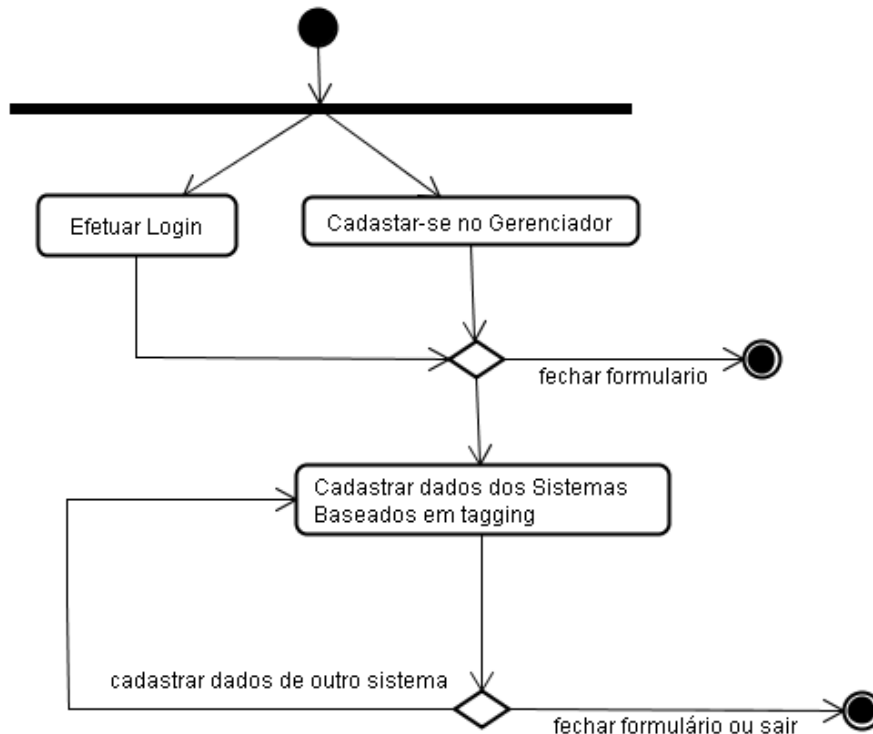 Efetuar Login
Cadastar-se no Gerenciador
fechar formulario
Cadastrar dados dos Sistemas
Baseados em tagging
cadastrar dados de outro sistema
fechar formulário ou sair